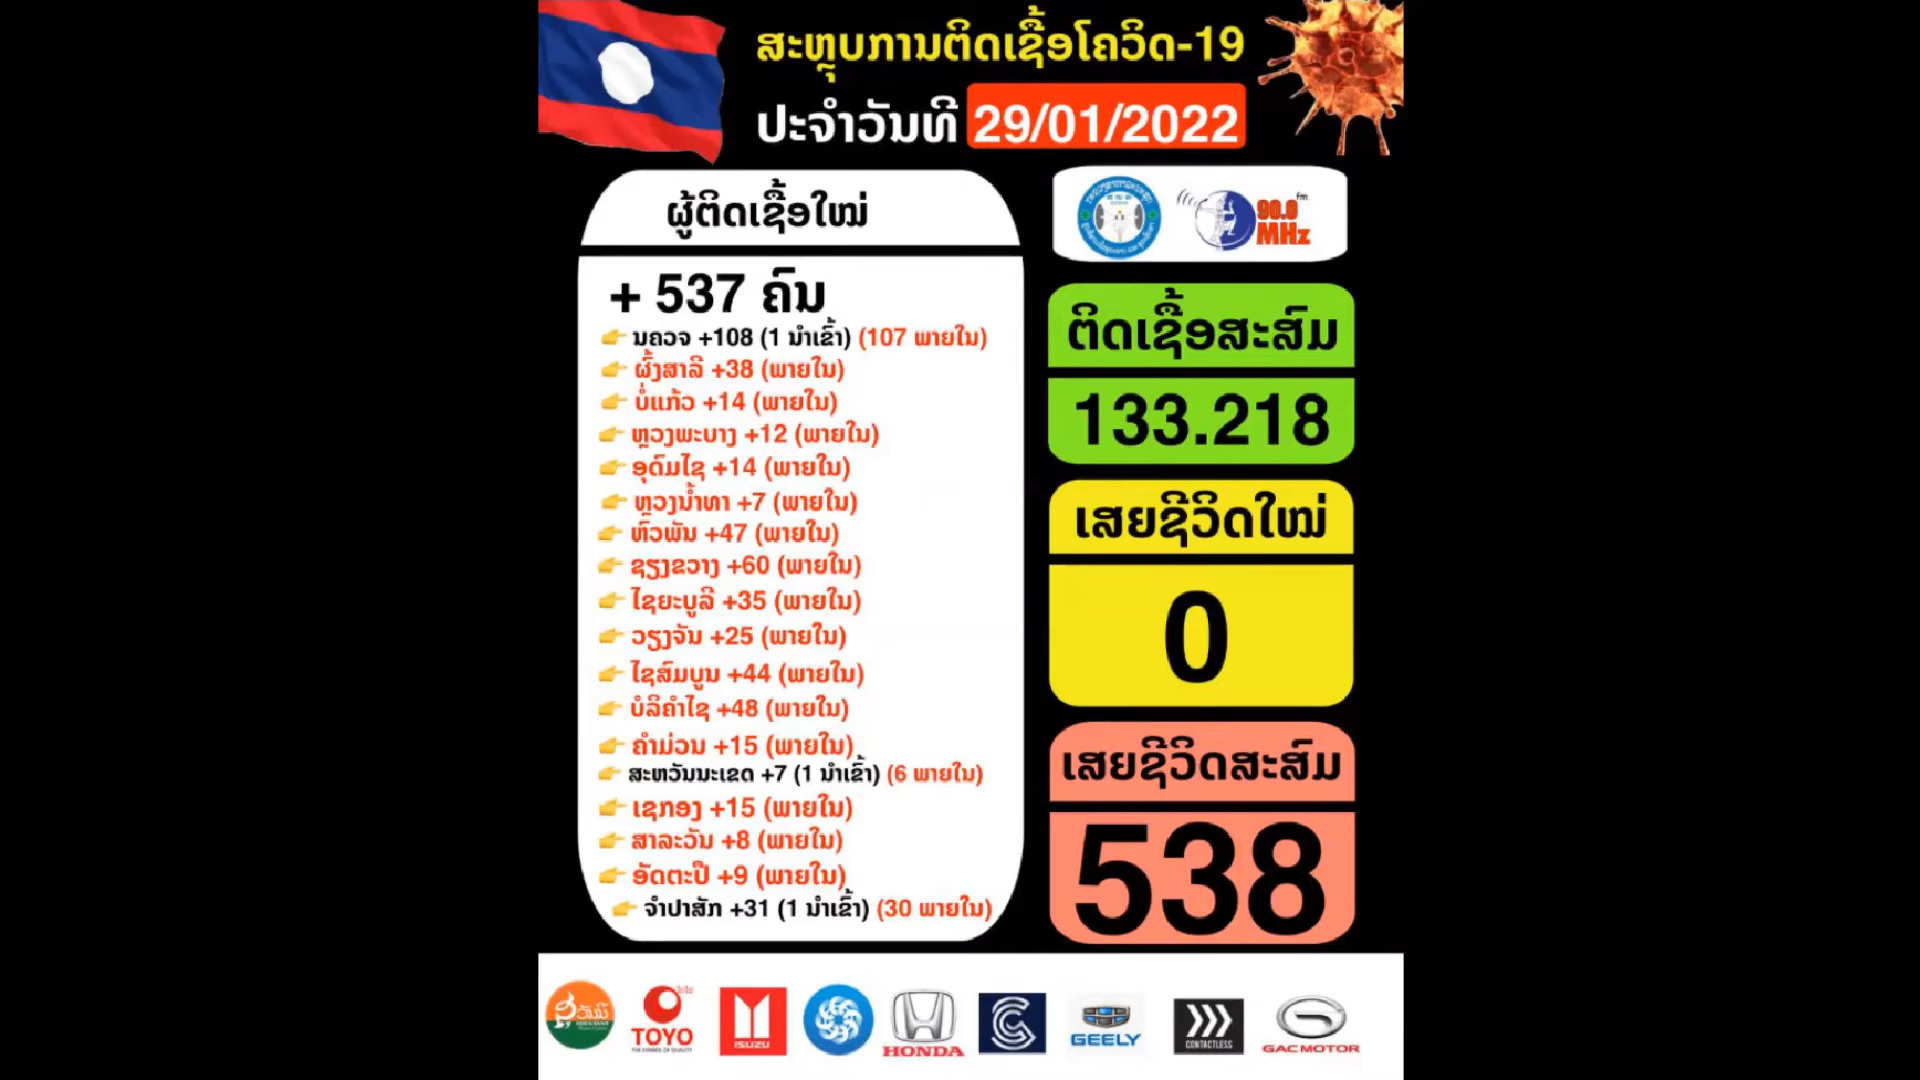 ສະຫຼຸບການຕິດເຊື້ອໂຄວິດ-19
ປະຈຳວັນທີ 29/01/2022
ຜູ້ຕິດເຊື້ອໃໝ່
+ 537 ຄົນ
ນຄວຈ +108 (1 ນຳເຂົ້າ) (107 ພາຍໃນ)
ຜົ້ງສາລີ +38 (ພາຍໃນ)
ບໍ່ແກ້ວ +14 (ພາຍໃນ)
ຫຼວງພະບາງ +12 (ພາຍໃນ)
ອຸດົມໄຊ +14 (ພາຍໃນ)
ຫຼວງນ້ຳທາ +7 (ພາຍໃນ)
ຫົວພັນ +47 (ພາຍໃນ)
ຊຽງຂວາງ +60 (ພາຍໃນ)
ໄຊຍະບູລີ +35 (ພາຍໃນ)
ວຽງຈັນ +25 (ພາຍໃນ)
ໄຊສົມບູນ +44 (ພາຍໃນ)
ບໍລິຄຳໄຊ +48 (ພາຍໃນ)
ຄຳມ່ວນ +15 (ພາຍໃນ)
ສະຫວັນນະເຂດ +7 (1 ນຳເຂົ້າ) (6 ພາຍໃນ)
ເຊກອງ +15 (ພາຍໃນ)
ສາລະວັນ +8 (ພາຍໃນ)
ອັດຕະປື +9 (ພາຍໃນ)
ຈຳປາສັກ +31 (1 ນຳເຂົ້າ) (30 ພາຍໃນ)
90.0 fm
MHz
ຕິດເຊື້ອສະສົມ
133.218
ເສຍຊີວິດໃໝ່
0
ເສຍຊີວິດສະສົມ
538
TOYO
ISUZU
HONDA
GEELY
CONTACTLESS
GAC MOTOR